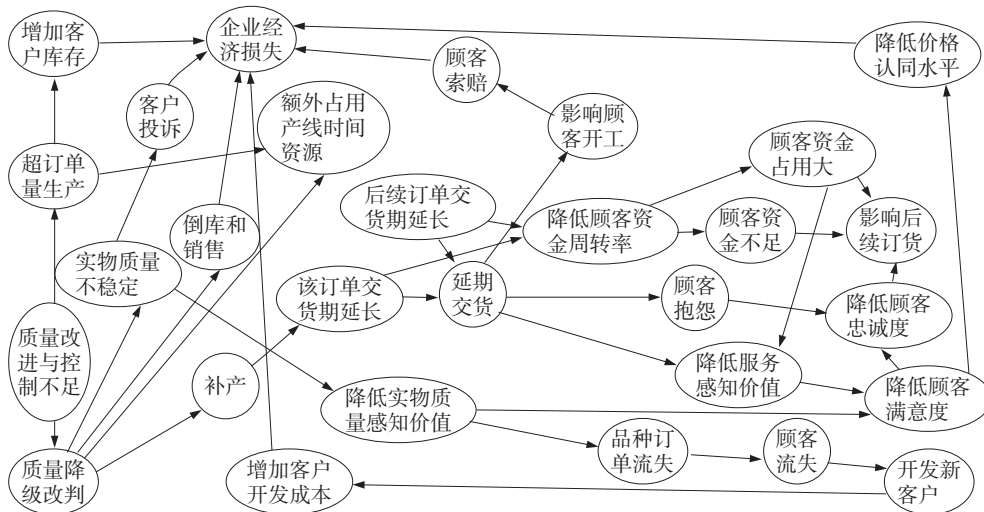 增加客
户库存
企业经
济损失
顾客
索赔
降低价格
认同水平
客户
投诉
额外占用
产线时间
资源
影响顾
客开工
顾客资金
占用大
超订单
量生产
后续订单交
货期延长
倒库和
销售
降低顾客资
金周转率
顾客资
金不足
影响后
续订货
实物质量
不稳定
该订单交
货期延长
延期
交货
顾客
抱怨
降低顾客
忠诚度
质量改
进与控
制不足
补产
降低服务
感知价值
降低实物质
量感知价值
降低顾客
满意度
品种订
单流失
顾客
流失
质量降
级改判
增加客户
开发成本
开发新
客户